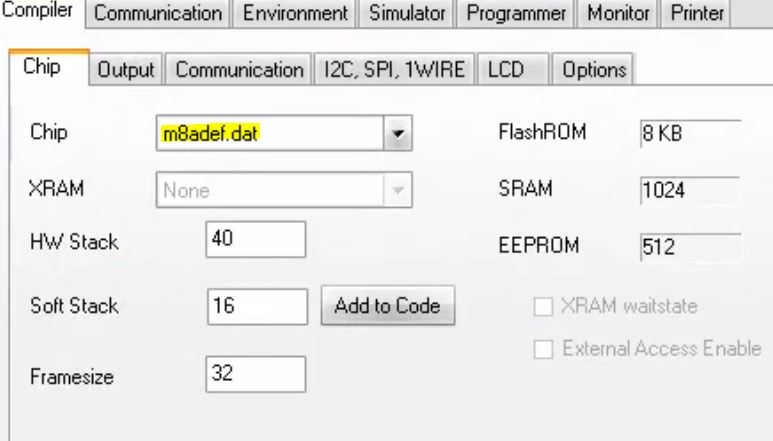 Compiler Communication Environment Simulator Programmer Monitor Printer
Chip Output Communication I2C, SPI, 1WIRE LCD Options
Chip m8adef.dat FlashROM 8 KB
XRAM None SRAM 1024
HW Stack 40 EEPROM 512
Soft Stack 16 Add to Code XRAM waitstate
External Access Enable
Framesize 32